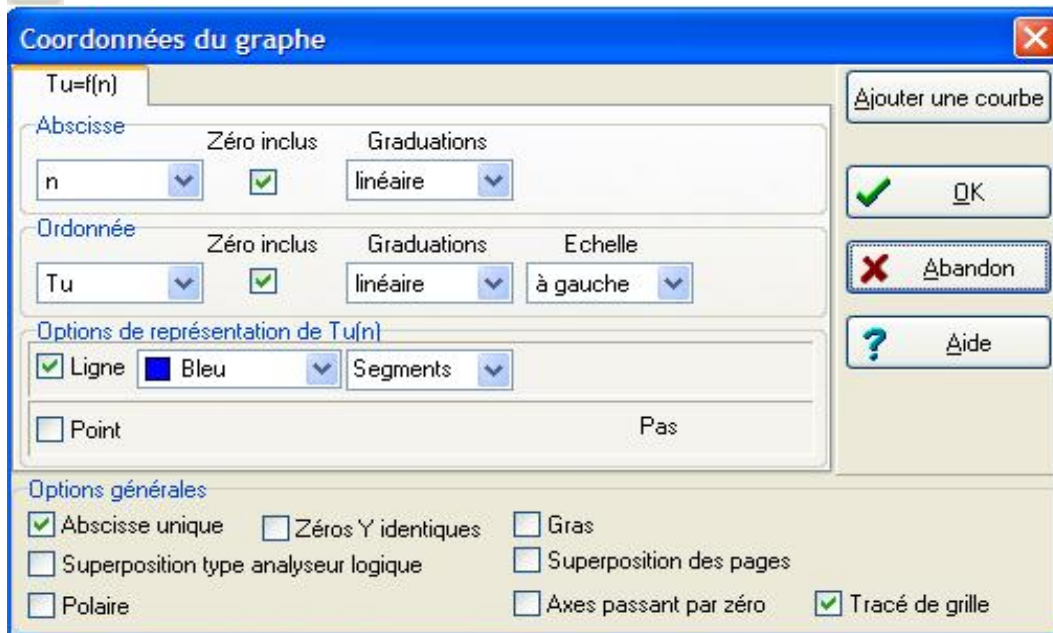 Coordonnées du graphe
Tu=f(n)
Ajouter une courbe
Abscisse
Zéro inclus Graduations
n linéaire
OK
Ordonnée
Zéro inclus Graduations Echelle
Tu linéaire à gauche
Abandon
Options de représentation de Tu(n)
Ligne Bleu Segments
Aide
Point Pas
Options générales
Abscisse unique Zéros Y identiques Gras
Superposition type analyseur logique Superposition des pages
Polaire Axes passant par zéro Tracé de grille